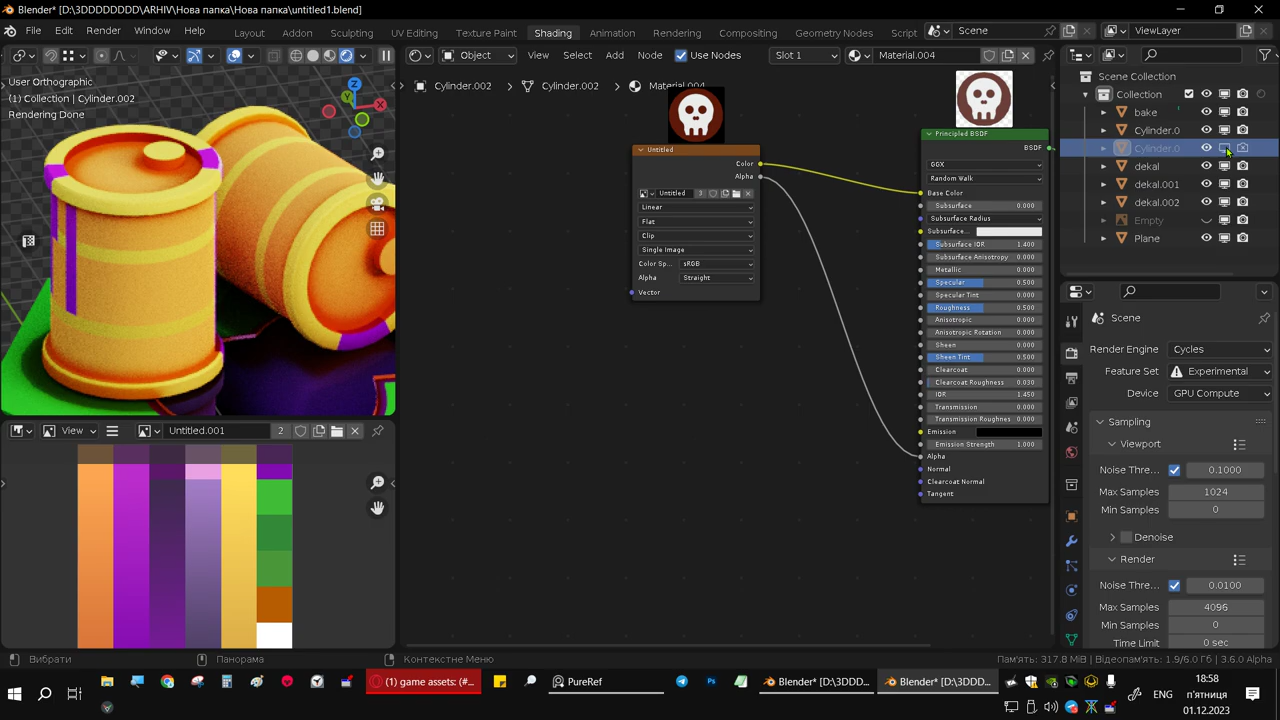 Blender* [D:\3DDDDDDDD\ARHIV\Нова папка\Нова папка\untitled1.blend]
File Edit Render Window Help Layout Addon Sculpting UV Editing Texture Paint Shading Animation Rendering Compositing Geometry Nodes Scripting Script Scene ViewLayer
Object View Select Add Node Use Nodes Slot 1 Material.004
User Orthographic
(1) Collection | Cylinder.002
Rendering Done
Cylinder.002 > Cylinder.002 > Material.004
Scene Collection
Collection
bake
Cylinder.0
Cylinder.0
dekal
dekal.001
dekal.002
Empty
Plane
Untitled
Color
Alpha
Untitled 3
Linear
Flat
Clip
Single Image
Color Sp... sRGB
Alpha Straight
Vector
Principled BSDF
BSDF
GGX
Random Walk
Base Color
Subsurface 0.000
Subsurface Radius
Subsurface...
Subsurface IOR 1.400
Subsurface Anisotropy 0.000
Metallic 0.000
Specular 0.500
Specular Tint 0.000
Roughness 0.500
Anisotropic 0.000
Anisotropic Rotation 0.000
Sheen 0.000
Sheen Tint 0.500
Clearcoat 0.000
Clearcoat Roughness 0.030
IOR 1.450
Transmission 0.000
Transmission Roughnes 0.000
Emission
Emission Strength 1.000
Alpha
Normal
Clearcoat Normal
Tangent
Scene
Render Engine Cycles
Feature Set Experimental
Device GPU Compute
Sampling
Viewport
Noise Thre... 0.1000
Max Samples 1024
Min Samples 0
Denoise
Render
Noise Thre... 0.0100
Max Samples 4096
Min Samples 0
Time Limit 0 sec
View Untitled.001 2
Вибрати Панорама Контекстне Меню Пам'ять: 317.8 MiB | Відеопам'ять: 1.9/6.0 Гб | 3.6.0 Alpha
(1) game assets: (#... PureRef Blender* [D:\3DDD... Blender* [D:\3DDD...
ENG
18:58
п'ятниця
01.12.2023